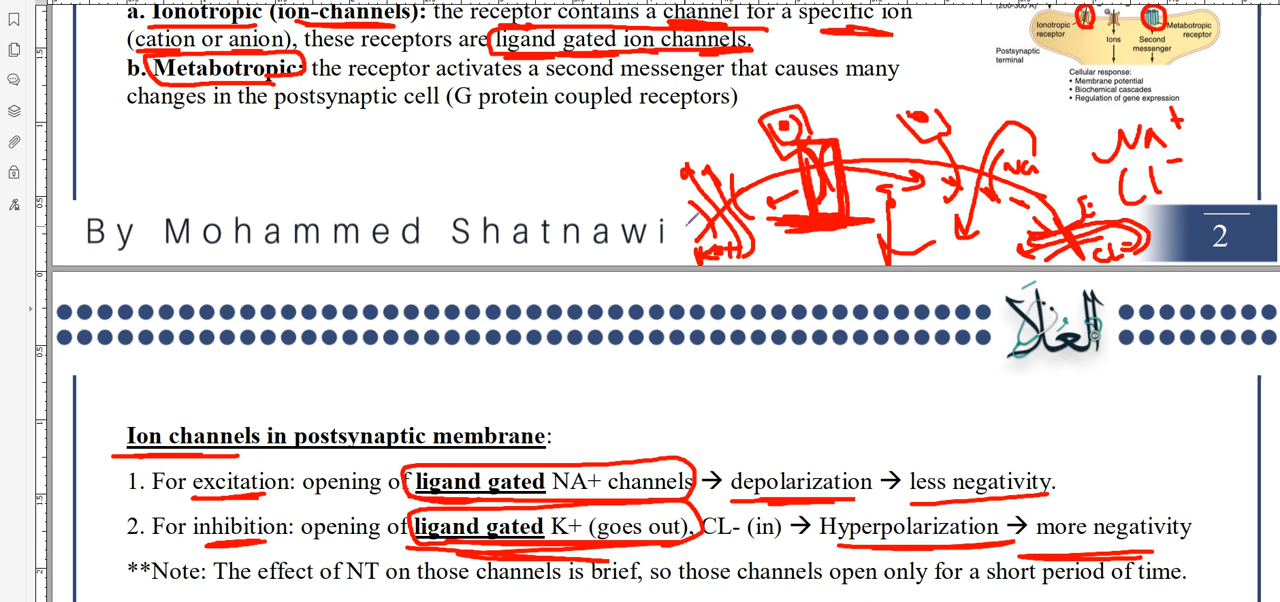 a. Ionotropic (ion-channels): the receptor contains a channel for a specific ion
(cation or anion), these receptors are ligand gated ion channels.
b. Metabotropic: the receptor activates a second messenger that causes many
changes in the postsynaptic cell (G protein coupled receptors)
Ionotropic
receptor
Ions
Second
messenger
Metabotropic
receptor
Postsynaptic
terminal
Cellular response:
• Membrane potential
• Biochemical cascades
• Regulation of gene expression
NA+
Cl-
Na
K+
CL-
By Mohammed Shatnawi
2
العلا
Ion channels in postsynaptic membrane:
1. For excitation: opening of ligand gated NA+ channels → depolarization → less negativity.
2. For inhibition: opening of ligand gated K+ (goes out), CL- (in) → Hyperpolarization → more negativity
**Note: The effect of NT on those channels is brief, so those channels open only for a short period of time.